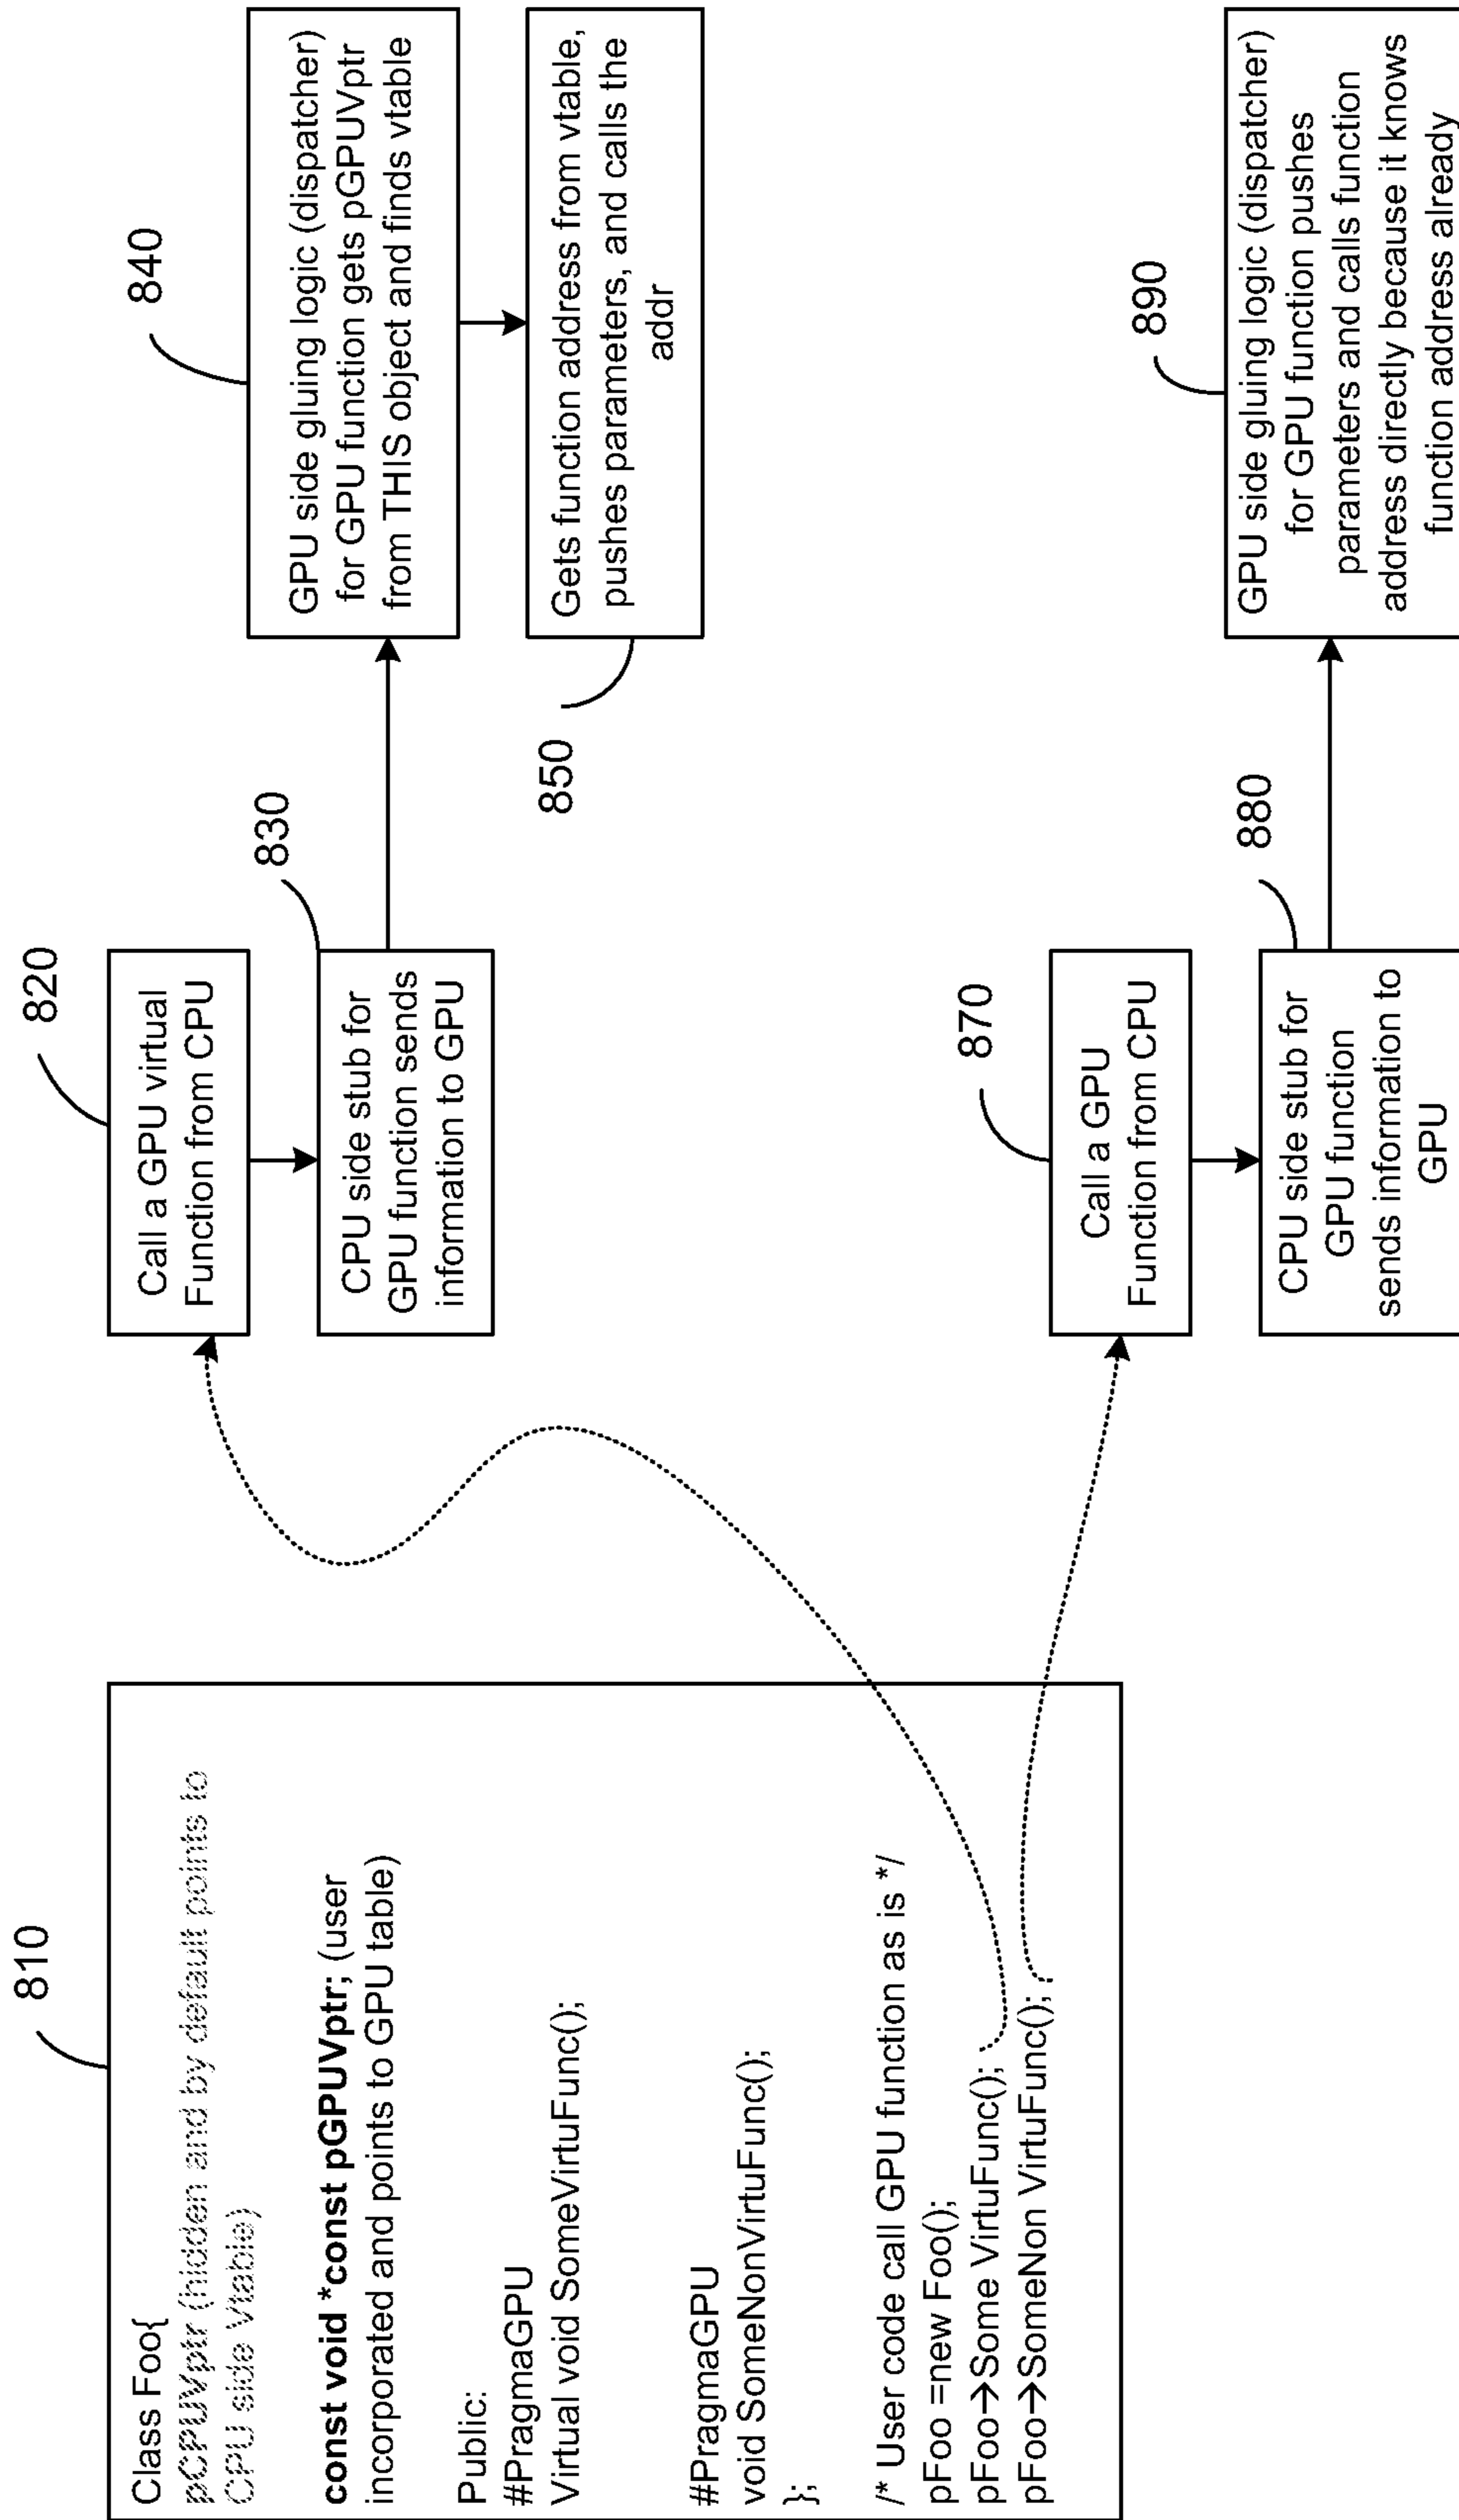 810
Class Foo{
pCPUVptr (hidden and by default points to
CPU side Vtable)
const void *const pGPUVptr; (user
incorporated and points to GPU table)
Public:
#PragmaGPU
Virtual void SomeVirtuFunc();
#PragmaGPU
void SomeNonVirtuFunc();
};
/* User code call GPU function as is */
pFoo =new Foo();
pFoo→Some VirtuFunc();
pFoo→SomeNon VirtuFunc();
820
Call a GPU virtual
Function from CPU
830
CPU side stub for
GPU function sends
information to GPU
840
GPU side gluing logic (dispatcher)
for GPU function gets pGPUVptr
from THIS object and finds vtable
850
Gets function address from vtable,
pushes parameters, and calls the
addr
870
Call a GPU
Function from CPU
880
CPU side stub for
GPU function
sends information to
GPU
890
GPU side gluing logic (dispatcher)
for GPU function pushes
parameters and calls function
address directly because it knows
function address already